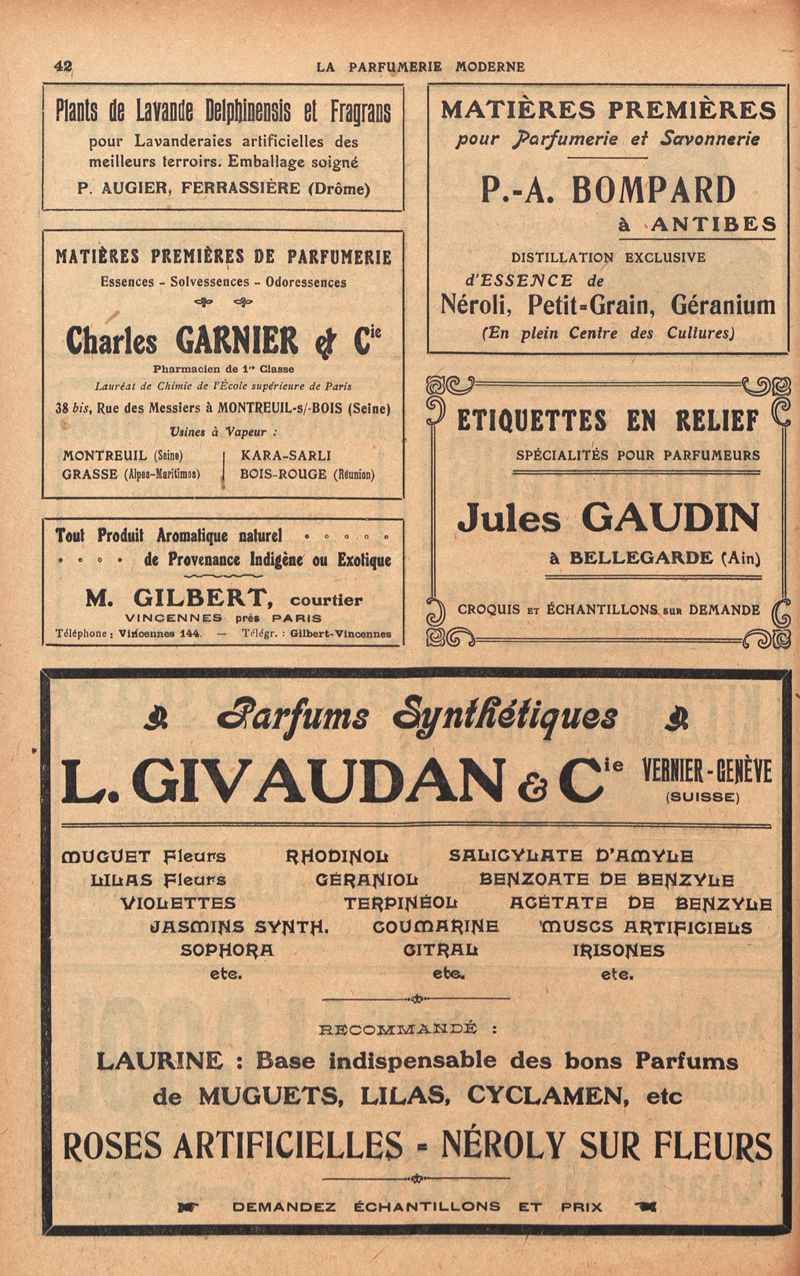 42
LA PARFUMERIE MODERNE
Plants de Lavande Delphinensis et Fragrans
pour Lavanderaies artificielles des
meilleurs terroirs. Emballage soigné
P. AUGIER, FERRASSIÈRE (Drôme)
MATIÈRES PREMIÈRES DE PARFUMERIE
Essences - Solvessences - Odoressences
Charles GARNIER & Cie
Pharmacien de 1re Classe
Lauréat de Chimie de l'École supérieure de Paris
38 bis, Rue des Messiers à MONTREUIL-s/-BOIS (Seine)
Usines à Vapeur :
MONTREUIL (Seine) | KARA-SARLI
GRASSE (Alpes-Maritimes) | BOIS-ROUGE (Réunion)
Tout Produit Aromatique naturel
de Provenance Indigène ou Exotique
M. GILBERT, courtier
VINCENNES près PARIS
Téléphone : Vincennes 144. — Télégr. : Gilbert-Vincennes
MATIÈRES PREMIÈRES
pour Parfumerie et Savonnerie
P.-A. BOMPARD
à ANTIBES
DISTILLATION EXCLUSIVE
d'ESSENCE de
Néroli, Petit-Grain, Géranium
(En plein Centre des Cultures)
ETIQUETTES EN RELIEF
SPÉCIALITÉS POUR PARFUMEURS
Jules GAUDIN
à BELLEGARDE (Ain)
CROQUIS ET ÉCHANTILLONS SUR DEMANDE
Parfums Synthétiques
L. GIVAUDAN & Cie VERNIER-GENÈVE
(SUISSE)
MUGUET Fleurs RHODINOL SALICYLATE D'AMYLE
LILAS Fleurs GÉRANIOL BENZOATE DE BENZYLE
VIOLETTES TERPINÉOL ACÉTATE DE BENZYLE
JASMINS SYNTH. COUMARINE MUSCS ARTIFICIELS
SOPHORA CITRAL IRISONES
etc. etc. etc.
RECOMMANDÉ :
LAURINE : Base indispensable des bons Parfums
de MUGUETS, LILAS, CYCLAMEN, etc
ROSES ARTIFICIELLES - NÉROLY SUR FLEURS
DEMANDEZ ÉCHANTILLONS ET PRIX